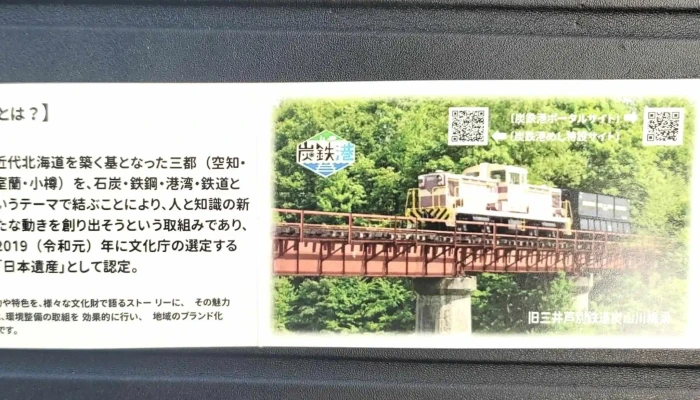 とは？】
近代北海道を築く基となった三都（空知・
室蘭・小樽）を、石炭・鉄鋼・港湾・鉄道と
いうテーマで結ぶことにより、人と知識の新
たな動きを創り出そうという取組みであり、
2019（令和元）年に文化庁の選定する
「日本遺産」として認定。
や特色を、様々な文化財で語るストーリーに、 その魅力
、環境整備の取組を 効果的に行い、 地域のブランド化
です。
炭鉄港
（炭鉄港ポータルサイト）
（炭鉄港めし特設サイト）
旧三井芦別鉄道炭山川橋梁